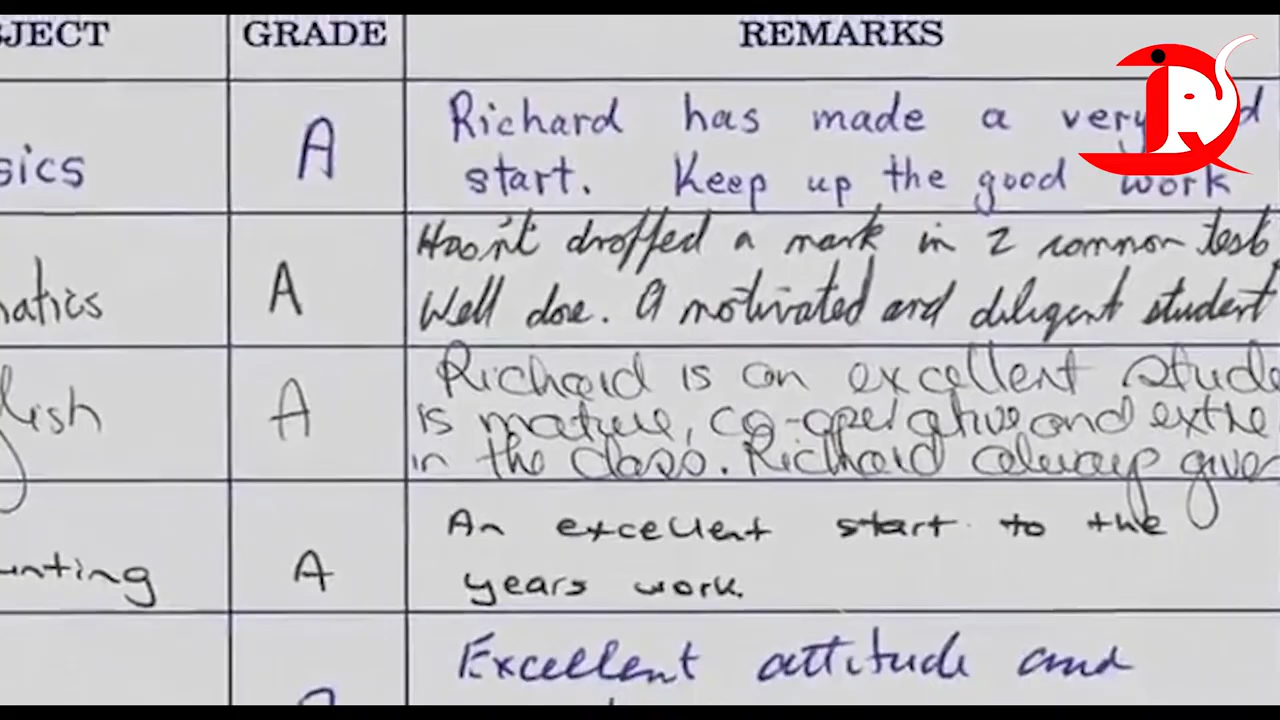 JECT GRADE REMARKS
sics A Richard has made a very
start. Keep up the good work
matics A Hasn't dropped a mark in 2 common tests.
Well done. A motivated and diligent student
lish A Richard is an excellent stude
is mature, co-operative and extre
in the class. Richard always give
unting A An excellent start to the
years work.
Excellent attitude and